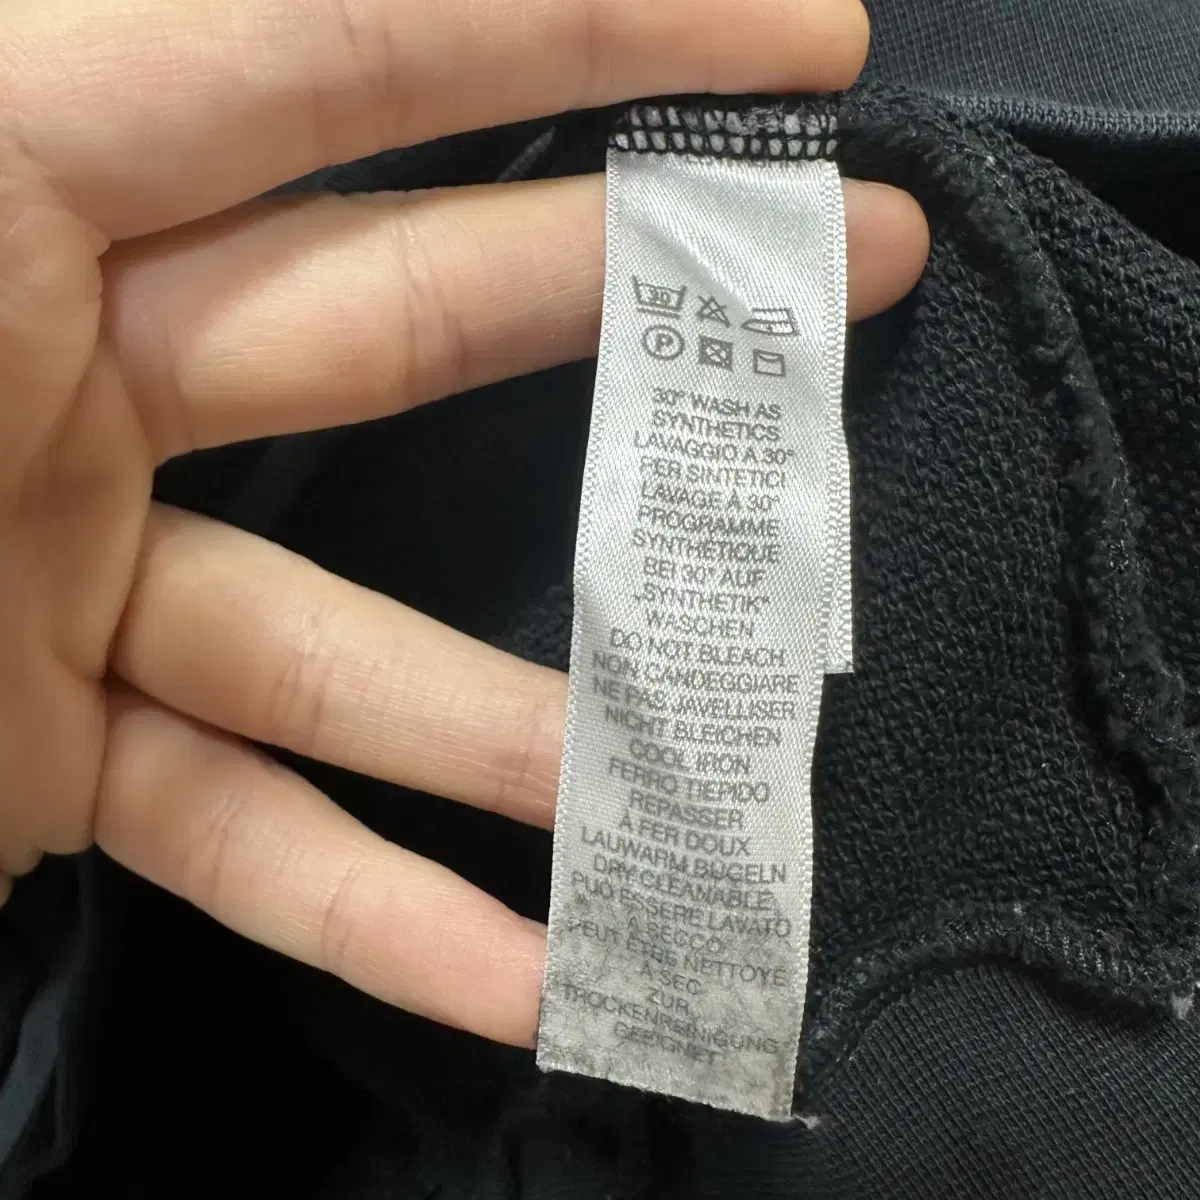 30
P
30° WASH AS
SYNTHETICS
LAVAGGIO A 30°
PER SINTETICI
LAVAGE À 30°
PROGRAMME
SYNTHÉTIQUE
BEI 30° AUF
„SYNTHETIK“
WASCHEN
DO NOT BLEACH
NON CANDEGGIARE
NE PAS JAVELLISER
NICHT BLEICHEN
COOL IRON
FERRO TIEPIDO
REPASSER
À FER DOUX
LAUWARM BÜGELN
DRY CLEANABLE
PUÒ ESSERE LAVATO
A SECCO
PEUT ÊTRE NETTOYÉ
À SEC
ZUR
TROCKENREINIGUNG
GEEIGNET